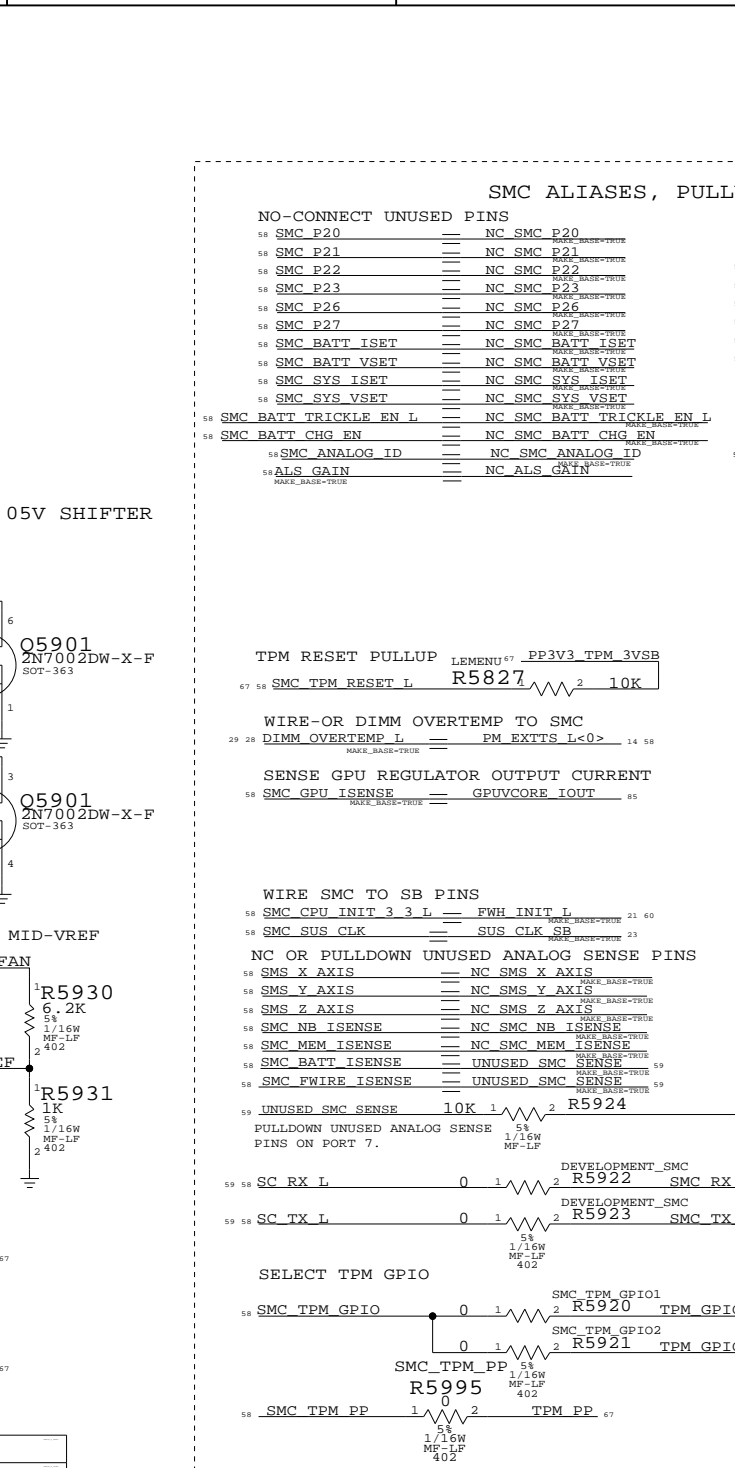 SMC ALIASES, PULL
NO-CONNECT UNUSED PINS
58 SMC_P20 NC_SMC_P20
MAKE_BASE=TRUE
58 SMC_P21 NC_SMC_P21
MAKE_BASE=TRUE
58 SMC_P22 NC_SMC_P22
MAKE_BASE=TRUE
58 SMC_P23 NC_SMC_P23
MAKE_BASE=TRUE
58 SMC_P26 NC_SMC_P26
MAKE_BASE=TRUE
58 SMC_P27 NC_SMC_P27
MAKE_BASE=TRUE
58 SMC_BATT_ISET NC_SMC_BATT_ISET
MAKE_BASE=TRUE
58 SMC_BATT_VSET NC_SMC_BATT_VSET
MAKE_BASE=TRUE
58 SMC_SYS_ISET NC_SMC_SYS_ISET
MAKE_BASE=TRUE
58 SMC_SYS_VSET NC_SMC_SYS_VSET
MAKE_BASE=TRUE
58 SMC_BATT_TRICKLE_EN_L NC_SMC_BATT_TRICKLE_EN_L
MAKE_BASE=TRUE
58 SMC_BATT_CHG_EN NC_SMC_BATT_CHG_EN
MAKE_BASE=TRUE
58 SMC_ANALOG_ID NC_SMC_ANALOG_ID
MAKE_BASE=TRUE
58 ALS_GAIN NC_ALS_GAIN
MAKE_BASE=TRUE
05V SHIFTER
6
Q5901
2N7002DW-X-F
SOT-363
1
3
Q5901
2N7002DW-X-F
SOT-363
4
TPM RESET PULLUP LEMENU 67 PP3V3_TPM_3VSB
67 58 SMC_TPM_RESET_L R5827 1 2 10K
WIRE-OR DIMM OVERTEMP TO SMC
29 28 DIMM_OVERTEMP_L PM_EXTTS_L<0> 14 58
MAKE_BASE=TRUE
SENSE GPU REGULATOR OUTPUT CURRENT
58 SMC_GPU_ISENSE GPUVCORE_IOUT 85
MAKE_BASE=TRUE
WIRE SMC TO SB PINS
58 SMC_CPU_INIT_3_3_L FWH_INIT_L 21 60
MAKE_BASE=TRUE
58 SMC_SUS_CLK SUS_CLK_SB 23
MAKE_BASE=TRUE
NC OR PULLDOWN UNUSED ANALOG SENSE PINS
58 SMS_X_AXIS NC_SMS_X_AXIS
MAKE_BASE=TRUE
58 SMS_Y_AXIS NC_SMS_Y_AXIS
MAKE_BASE=TRUE
58 SMS_Z_AXIS NC_SMS_Z_AXIS
MAKE_BASE=TRUE
58 SMC_NB_ISENSE NC_SMC_NB_ISENSE
MAKE_BASE=TRUE
58 SMC_MEM_ISENSE NC_SMC_MEM_ISENSE
MAKE_BASE=TRUE
58 SMC_BATT_ISENSE UNUSED_SMC_SENSE 59
MAKE_BASE=TRUE
58 SMC_FWIRE_ISENSE UNUSED_SMC_SENSE 59
MAKE_BASE=TRUE
59 UNUSED_SMC_SENSE 10K 1 2 R5924
PULLDOWN UNUSED ANALOG SENSE
PINS ON PORT 7.
5%
1/16W
MF-LF
MID-VREF
FAN
1 R5930
6.2K
5%
1/16W
MF-LF
402
2
EF
1 R5931
1K
5%
1/16W
MF-LF
402
2
DEVELOPMENT_SMC
59 58 SC_RX_L 0 1 2 R5922 SMC_RX
DEVELOPMENT_SMC
59 58 SC_TX_L 0 1 2 R5923 SMC_TX
5%
1/16W
MF-LF
402
67
SELECT TPM GPIO
SMC_TPM_GPIO1
58 SMC_TPM_GPIO 0 1 2 R5920 TPM_GPIO
SMC_TPM_GPIO2
0 1 2 R5921 TPM_GPIO
5%
1/16W
MF-LF
402
67
SMC_TPM_PP
R5995
0
58 SMC_TPM_PP 1 2 TPM_PP 67
5%
1/16W
MF-LF
402